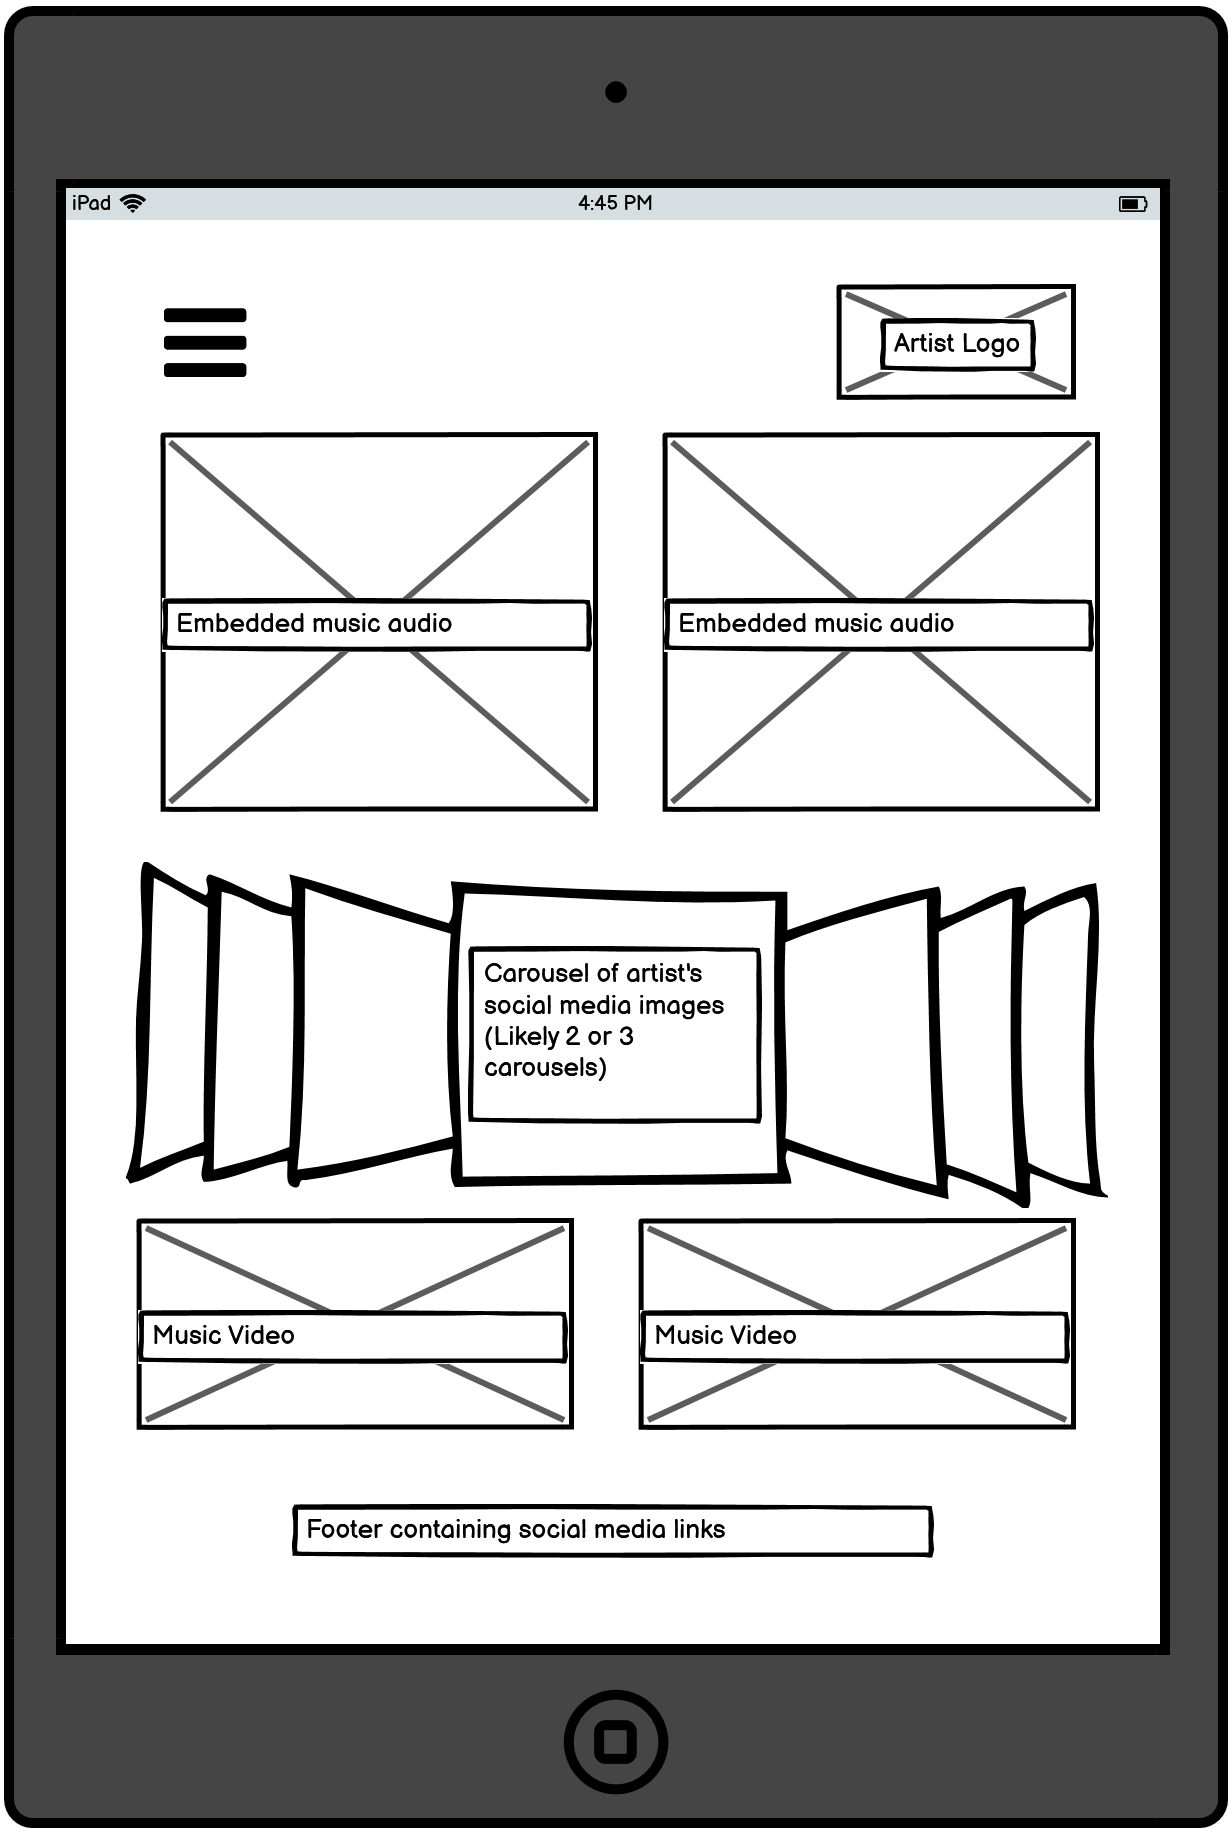 iPad
4:45 PM
Artist Logo
Embedded music audio
Embedded music audio
Carousel of artist's
social media images
(Likely 2 or 3
carousels)
Music Video
Music Video
Footer containing social media links